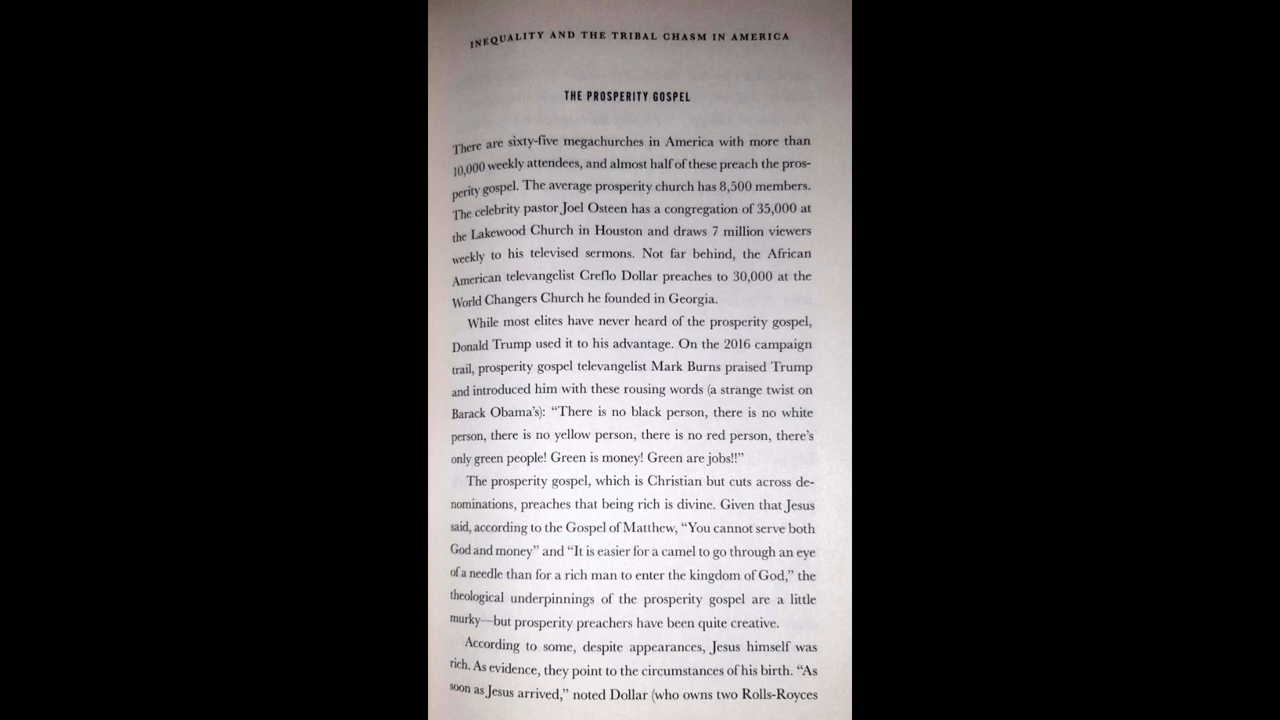 INEQUALITY AND THE TRIBAL CHASM IN AMERICA
THE PROSPERITY GOSPEL
There are sixty-five megachurches in America with more than
10,000 weekly attendees, and almost half of these preach the pros-
perity gospel. The average prosperity church has 8,500 members.
The celebrity pastor Joel Osteen has a congregation of 35,000 at
the Lakewood Church in Houston and draws 7 million viewers
weekly to his televised sermons. Not far behind, the African
American televangelist Creflo Dollar preaches to 30,000 at the
World Changers Church he founded in Georgia.
While most elites have never heard of the prosperity gospel,
Donald Trump used it to his advantage. On the 2016 campaign
trail, prosperity gospel televangelist Mark Burns praised Trump
and introduced him with these rousing words (a strange twist on
Barack Obama's): “There is no black person, there is no white
person, there is no yellow person, there is no red person, there's
only green people! Green is money! Green are jobs!!”
The prosperity gospel, which is Christian but cuts across de-
nominations, preaches that being rich is divine. Given that Jesus
said, according to the Gospel of Matthew, “You cannot serve both
God and money” and “It is easier for a camel to go through an eye
of a needle than for a rich man to enter the kingdom of God,” the
theological underpinnings of the prosperity gospel are a little
murky—but prosperity preachers have been quite creative.
According to some, despite appearances, Jesus himself was
rich. As evidence, they point to the circumstances of his birth. “As
soon as Jesus arrived,” noted Dollar (who owns two Rolls-Royces